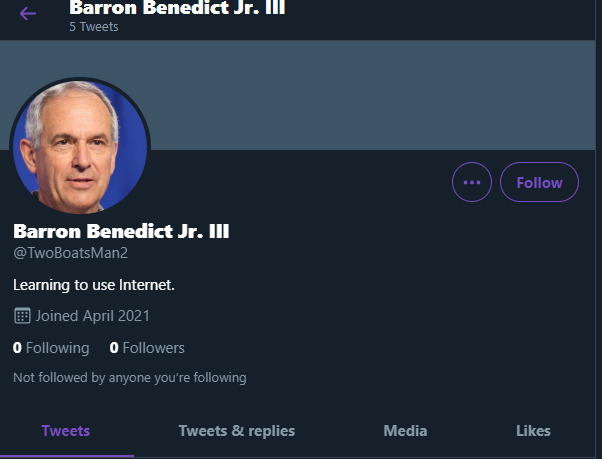 Barron Benedict Jr. III
5 Tweets
Follow
Barron Benedict Jr. III
@TwoBoatsMan2
Learning to use Internet.
Joined April 2021
0 Following 0 Followers
Not followed by anyone you're following
Tweets Tweets & replies Media Likes